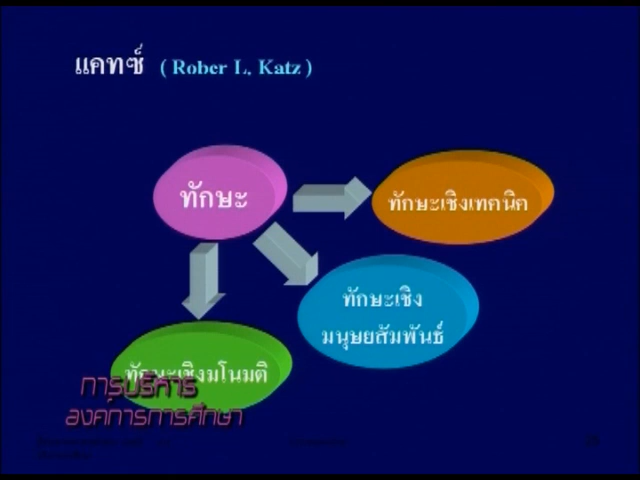 แคทซ์ ( Rober L. Katz )
ทักษะ
ทักษะเชิงเทคนิค
ทักษะเชิง
มนุษยสัมพันธ์
ทักษะเชิงมโนมติ
การบริหาร
องค์การการศึกษา